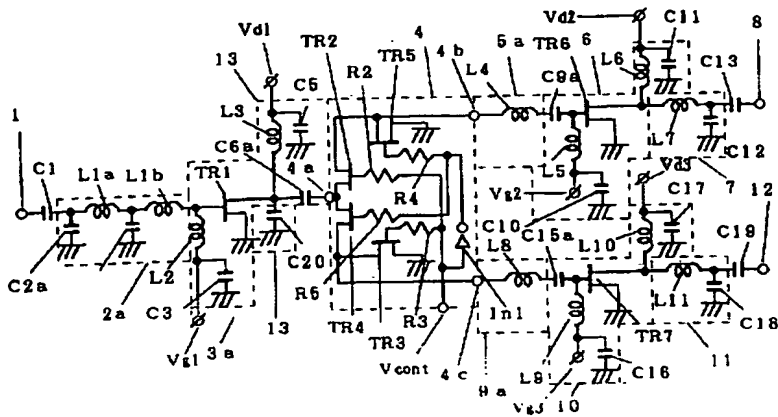 Vd2 C11
Vd1 TR2 TR5 4 4b 5a TR6 6 8
13 R2 L4 C9a L6 C13
1 L3 C5
C6a 4a L5 L7
C1 L1a L1b TR1 R4 Vg2 Vd3 C12
C10 C17 7 12
L2 L8 C15a L10 C19
C2a C20 In1
2a C3 R5 R3 L11 C18
13 TR4 TR3 L9 TR7
Vg1 3a Vcont 4c 9a C16 11
Vg3 10